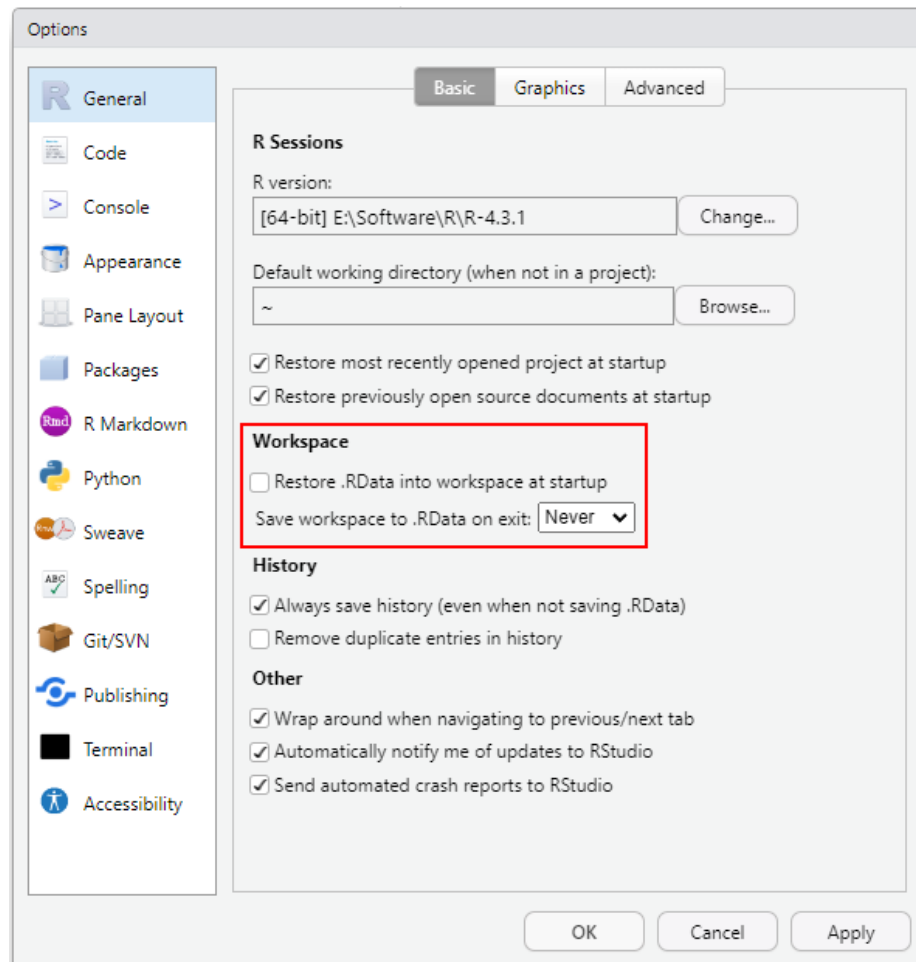 Options
General
Code
Console
Appearance
Pane Layout
Packages
Rmd R Markdown
Python
Sweave
ABC Spelling
Git/SVN
Publishing
Terminal
Accessibility
Basic Graphics Advanced
R Sessions
R version:
[64-bit] E:\Software\R\R-4.3.1 Change...
Default working directory (when not in a project):
~ Browse...
Restore most recently opened project at startup
Restore previously open source documents at startup
Workspace
Restore .RData into workspace at startup
Save workspace to .RData on exit: Never
History
Always save history (even when not saving .RData)
Remove duplicate entries in history
Other
Wrap around when navigating to previous/next tab
Automatically notify me of updates to RStudio
Send automated crash reports to RStudio
OK Cancel Apply